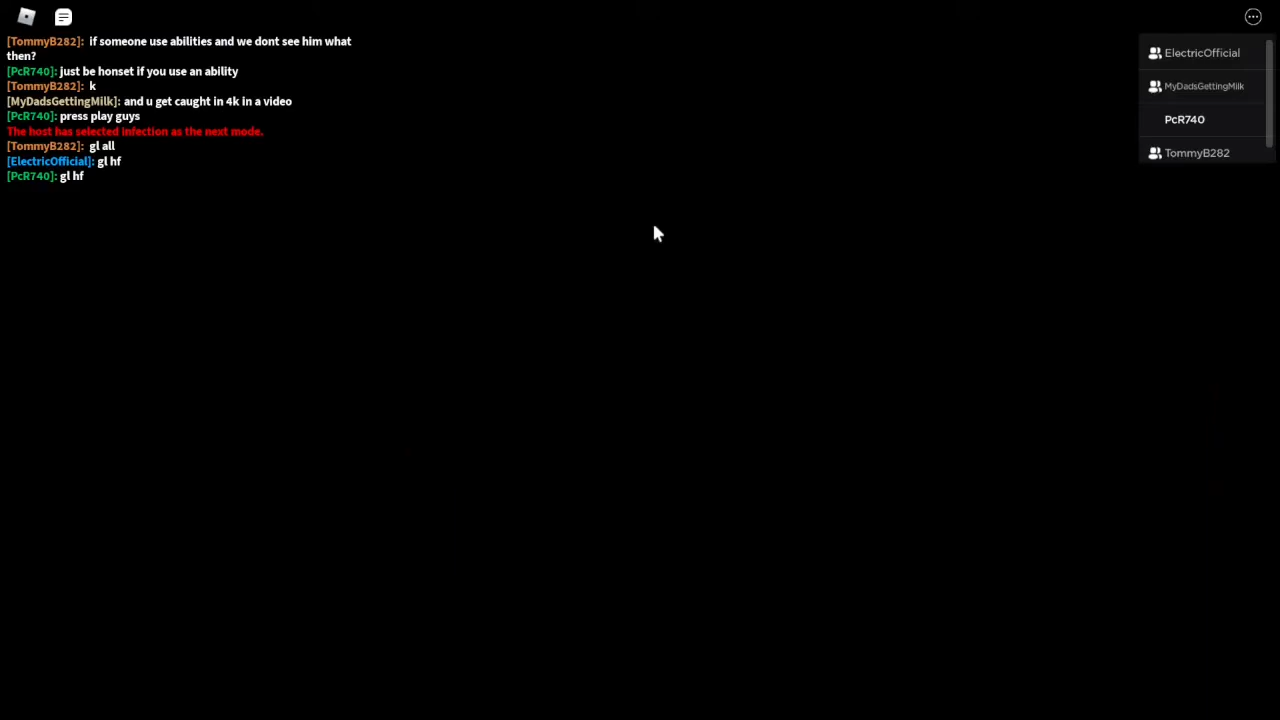 [TommyB282]: if someone use abilities and we dont see him what
then?
[PcR740]: just be honset if you use an ability
[TommyB282]: k
[MyDadsGettingMilk]: and u get caught in 4k in a video
[PcR740]: press play guys
The host has selected Infection as the next mode.
[TommyB282]: gl all
[ElectricOfficial]: gl hf
[PcR740]: gl hf
ElectricOfficial
MyDadsGettingMilk
PcR740
TommyB282